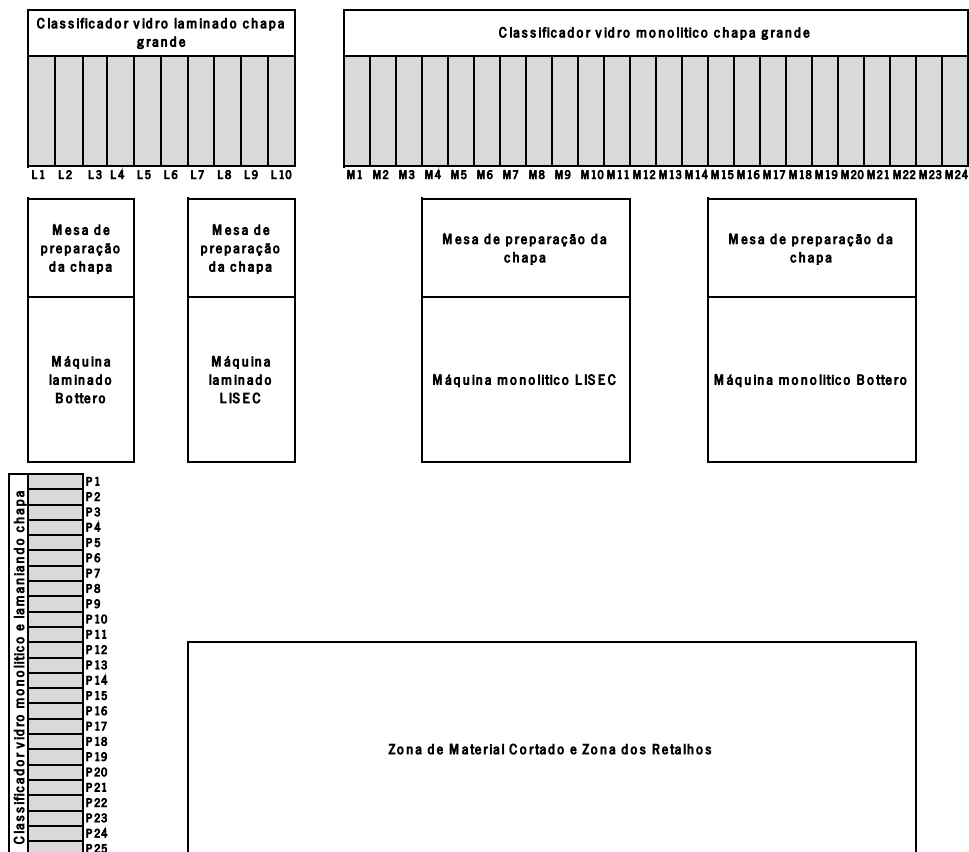 Classificador vidro laminado chapa
grande
Classificador vidro monolitico chapa grande
L1 L2 L3 L4 L5 L6 L7 L8 L9 L10
M1 M2 M3 M4 M5 M6 M7 M8 M9 M10 M11 M12 M13 M14 M15 M16 M17 M18 M19 M20 M21 M22 M23 M24
Mesa de
preparação
da chapa
Mesa de
preparação
da chapa
Mesa de preparação da
chapa
Mesa de preparação da
chapa
Máquina
laminado
Bottero
Máquina
laminado
LISEC
Máquina monolitico LISEC
Máquina monolitico Bottero
Classificador vidro monolitico e lamaniando chapa
P1
P2
P3
P4
P5
P6
P7
P8
P9
P10
P11
P12
P13
P14
P15
P16
P17
P18
P19
P20
P21
P22
P23
P24
P25
Zona de Material Cortado e Zona dos Retalhos